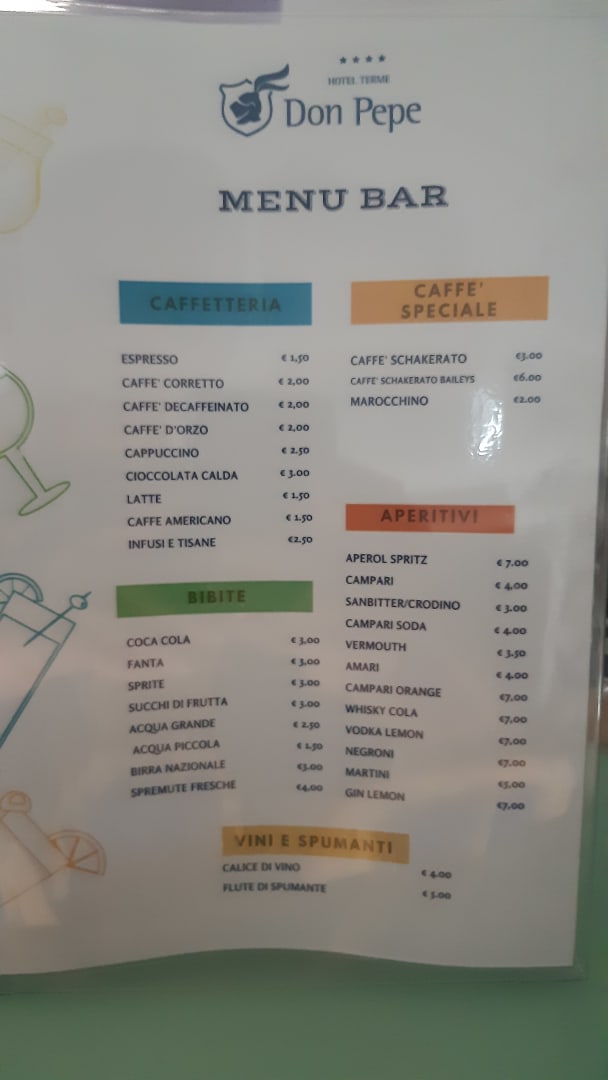 ★★★★
HOTEL TERME
Don Pepe
MENU BAR
CAFFETTERIA
ESPRESSO € 1,50
CAFFE' CORRETTO € 2,00
CAFFE' DECAFFEINATO € 2,00
CAFFE' D'ORZO € 2,00
CAPPUCCINO € 2.50
CIOCCOLATA CALDA € 3.00
LATTE € 1.50
CAFFE AMERICANO € 1.50
INFUSI E TISANE €2.50
CAFFE'
SPECIALE
CAFFE' SCHAKERATO €3.00
CAFFE' SCHAKERATO BAILEYS €6.00
MAROCCHINO €2.00
BIBITE
COCA COLA € 3,00
FANTA € 3.00
SPRITE € 3.00
SUCCHI DI FRUTTA € 3.00
ACQUA GRANDE € 2.50
ACQUA PICCOLA € 1.50
BIRRA NAZIONALE €3.00
SPREMUTE FRESCHE €4,00
APERITIVI
APEROL SPRITZ € 7.00
CAMPARI € 4,00
SANBITTER/CRODINO € 3.00
CAMPARI SODA € 4.00
VERMOUTH € 3.50
AMARI € 4.00
CAMPARI ORANGE €7,00
WHISKY COLA €7.00
VODKA LEMON €7.00
NEGRONI €7.00
MARTINI €5.00
GIN LEMON €7,00
VINI E SPUMANTI
CALICE DI VINO € 4.00
FLUTE DI SPUMANTE € 5.00